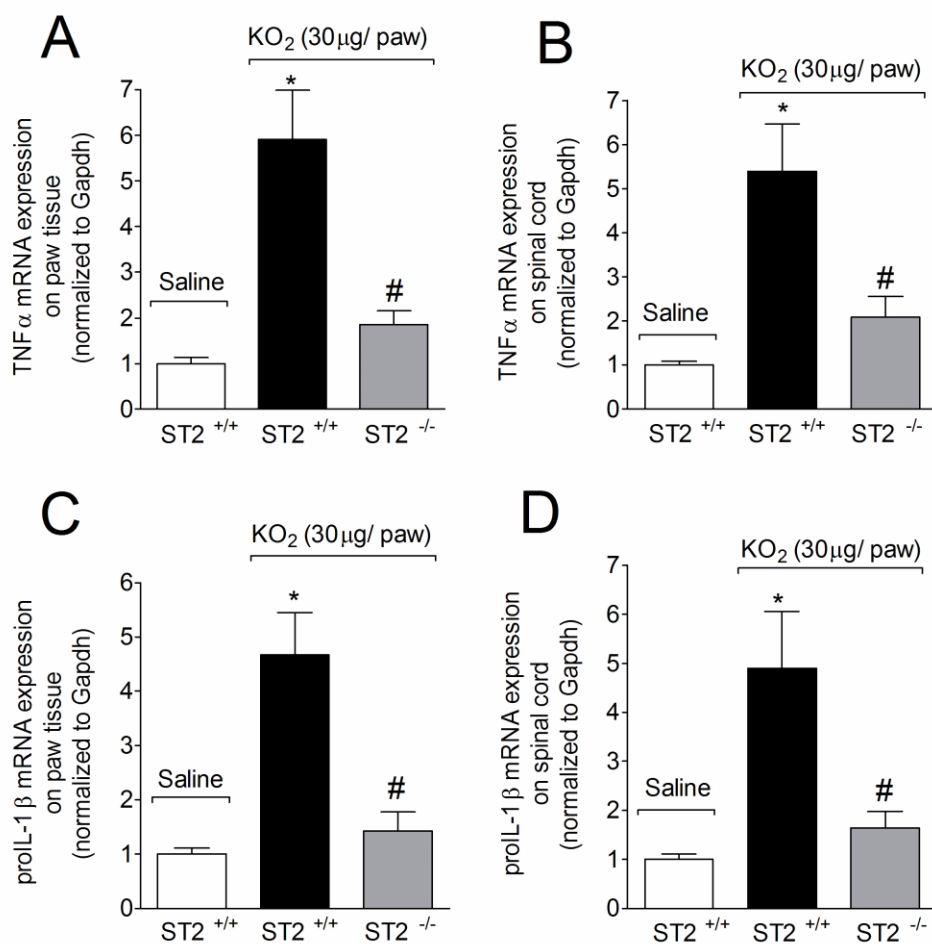 A
KO₂ (30μg/ paw)
TNFα mRNA expression
on paw tissue
(normalized to Gapdh)
7
6
5
4
3
2
1
0
*
Saline
#
ST2 +/+ ST2 +/+ ST2 -/-
B
KO₂ (30μg/ paw)
TNFα mRNA expression
on spinal cord
(normalized to Gapdh)
7
6
5
4
3
2
1
0
*
Saline
#
ST2 +/+ ST2 +/+ ST2 -/-
C
KO₂ (30μg/ paw)
proIL-1β mRNA expression
on paw tissue
(normalized to Gapdh)
6
5
4
3
2
1
0
*
Saline
#
ST2 +/+ ST2 +/+ ST2 -/-
D
KO₂ (30μg/ paw)
proIL-1β mRNA expression
on spinal cord
(normalized to Gapdh)
7
6
5
4
3
2
1
0
*
Saline
#
ST2 +/+ ST2 +/+ ST2 -/-